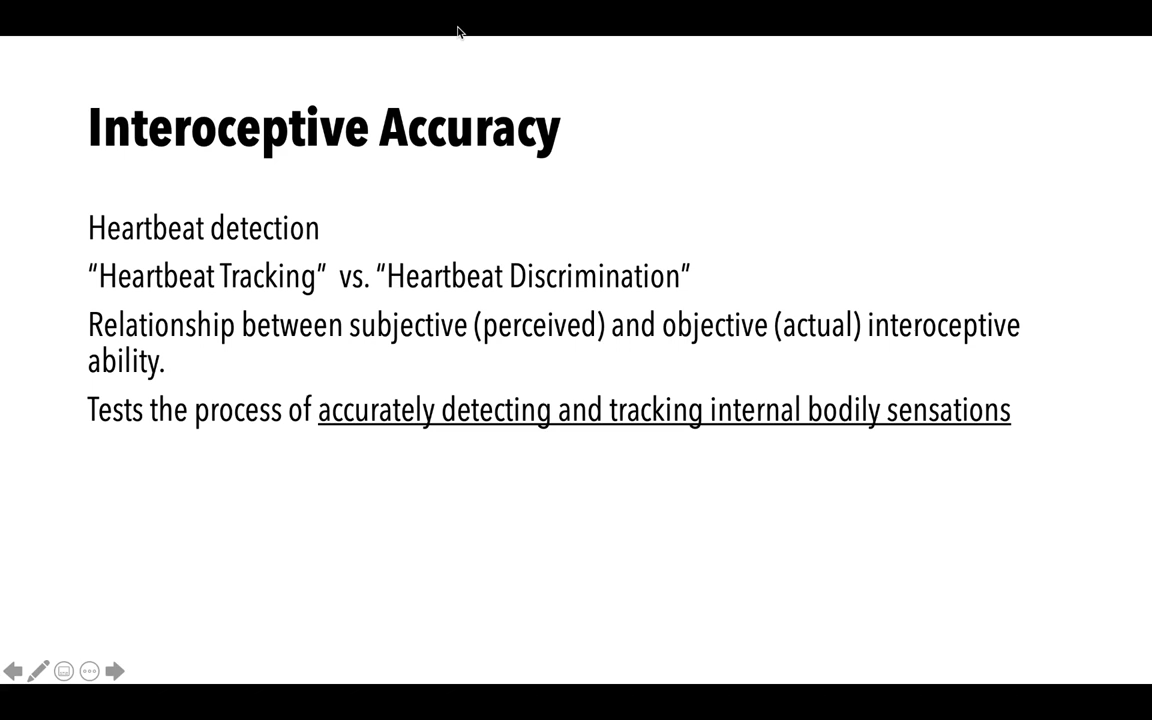 Interoceptive Accuracy
Heartbeat detection
“Heartbeat Tracking”  vs. “Heartbeat Discrimination”
Relationship between subjective (perceived) and objective (actual) interoceptive
ability.
Tests the process of accurately detecting and tracking internal bodily sensations